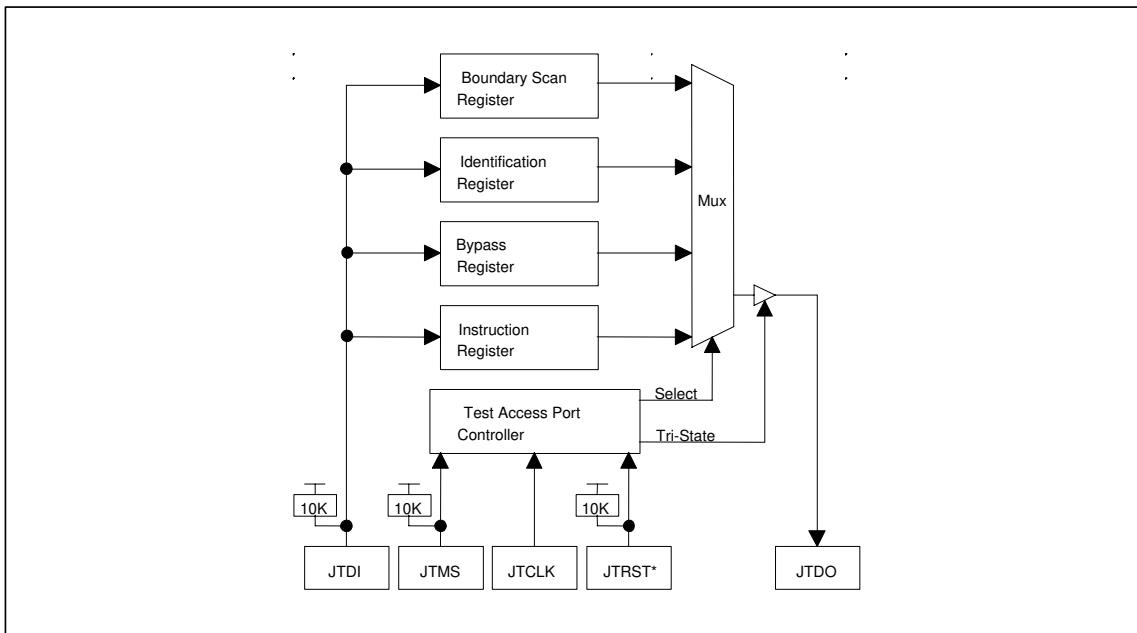 Boundary Scan
Register
Identification
Register
Mux
Bypass
Register
Instruction
Register
Select
Test Access Port
Controller
Tri-State
10K
10K
10K
JTDI
JTMS
JTCLK
JTRST*
JTDO